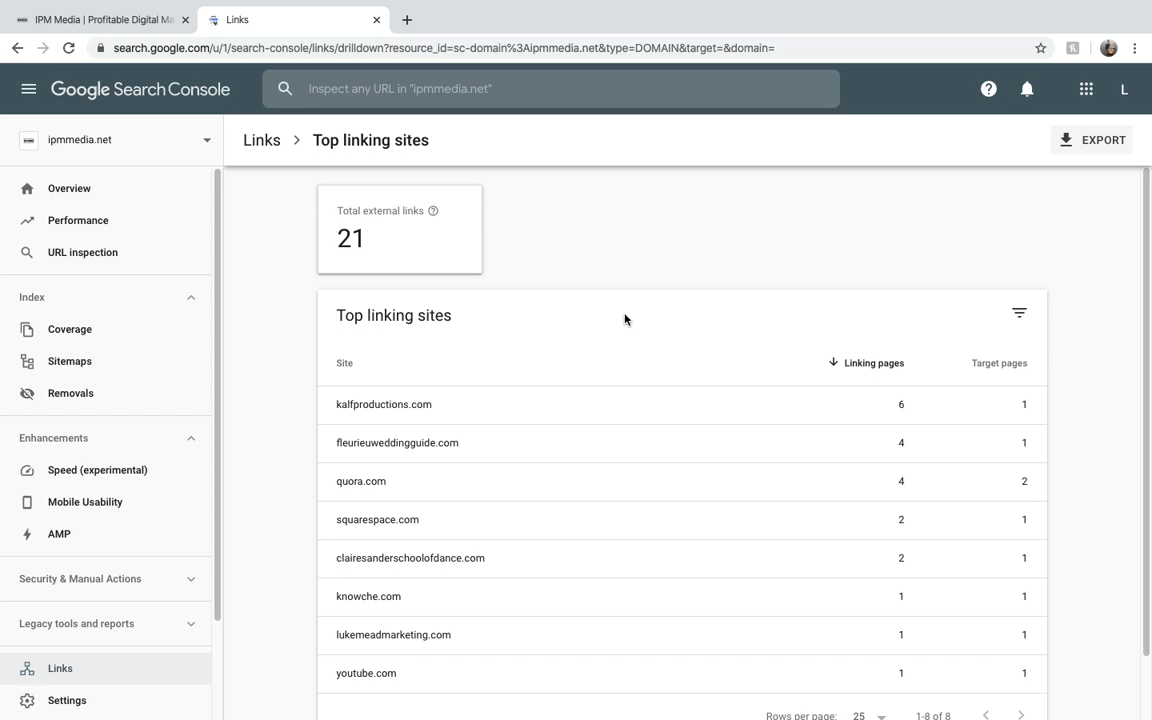 IPM Media | Profitable Digital Ma
Links
search.google.com/u/1/search-console/links/drilldown?resource_id=sc-domain%3Aipmmedia.net&type=DOMAIN&target=&domain=
Google Search Console
Inspect any URL in "ipmmedia.net"
L
ipmmedia.net
Links > Top linking sites
EXPORT
Overview
Performance
URL inspection
Index
Coverage
Sitemaps
Removals
Enhancements
Speed (experimental)
Mobile Usability
AMP
Security & Manual Actions
Legacy tools and reports
Links
Settings
Total external links
21
Top linking sites
Site Linking pages Target pages
kalfproductions.com 6 1
fleurieuweddingguide.com 4 1
quora.com 4 2
squarespace.com 2 1
clairesanderschoolofdance.com 2 1
knowche.com 1 1
lukemeadmarketing.com 1 1
youtube.com 1 1
Rows per page: 25 1-8 of 8